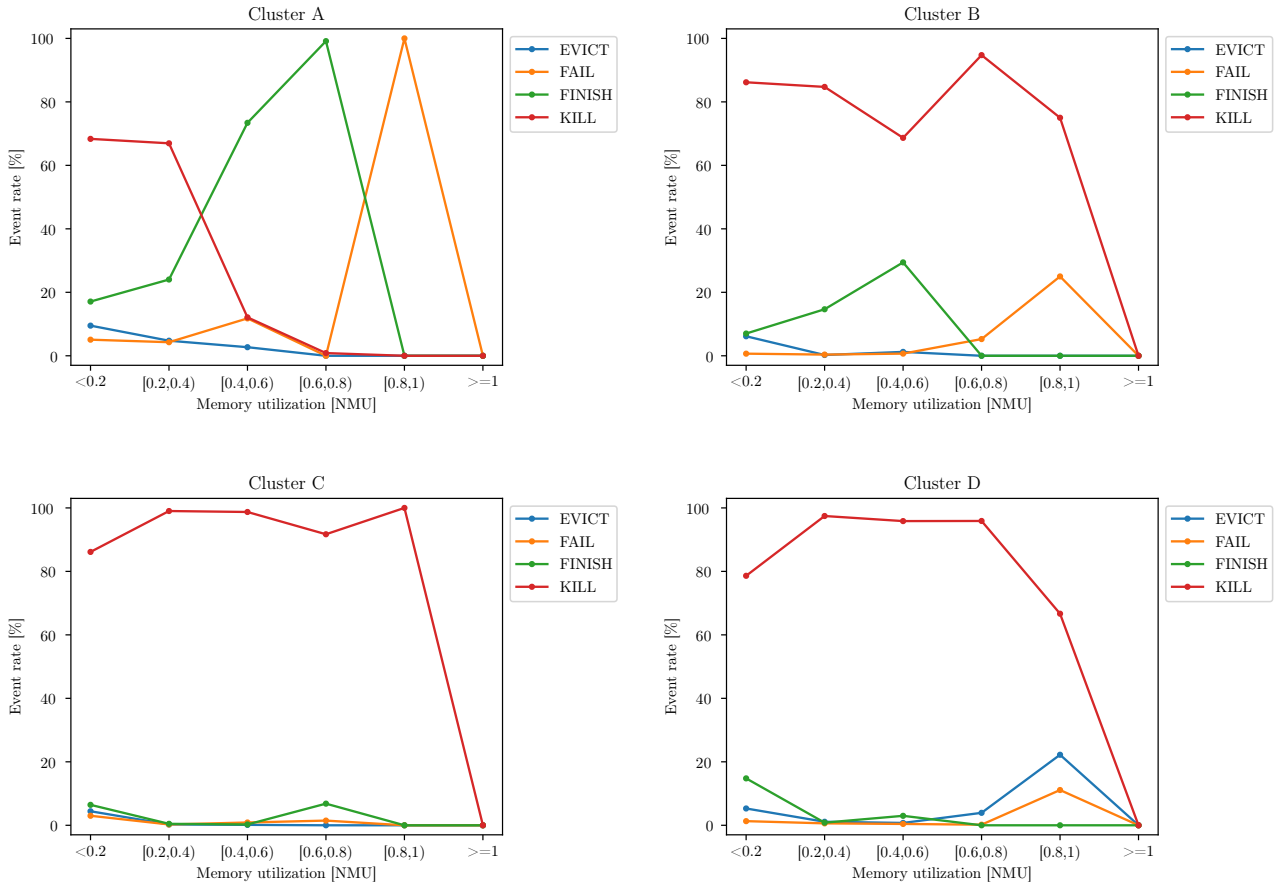 Cluster A
100
80
60
40
20
0
Event rate [%]
<0.2
[0.2,0.4)
[0.4,0.6)
[0.6,0.8)
[0.8,1)
>=1
Memory utilization [NMU]
EVICT
FAIL
FINISH
KILL
Cluster B
100
80
60
40
20
0
Event rate [%]
<0.2
[0.2,0.4)
[0.4,0.6)
[0.6,0.8)
[0.8,1)
>=1
Memory utilization [NMU]
EVICT
FAIL
FINISH
KILL
Cluster C
100
80
60
40
20
0
Event rate [%]
<0.2
[0.2,0.4)
[0.4,0.6)
[0.6,0.8)
[0.8,1)
>=1
Memory utilization [NMU]
EVICT
FAIL
FINISH
KILL
Cluster D
100
80
60
40
20
0
Event rate [%]
<0.2
[0.2,0.4)
[0.4,0.6)
[0.6,0.8)
[0.8,1)
>=1
Memory utilization [NMU]
EVICT
FAIL
FINISH
KILL